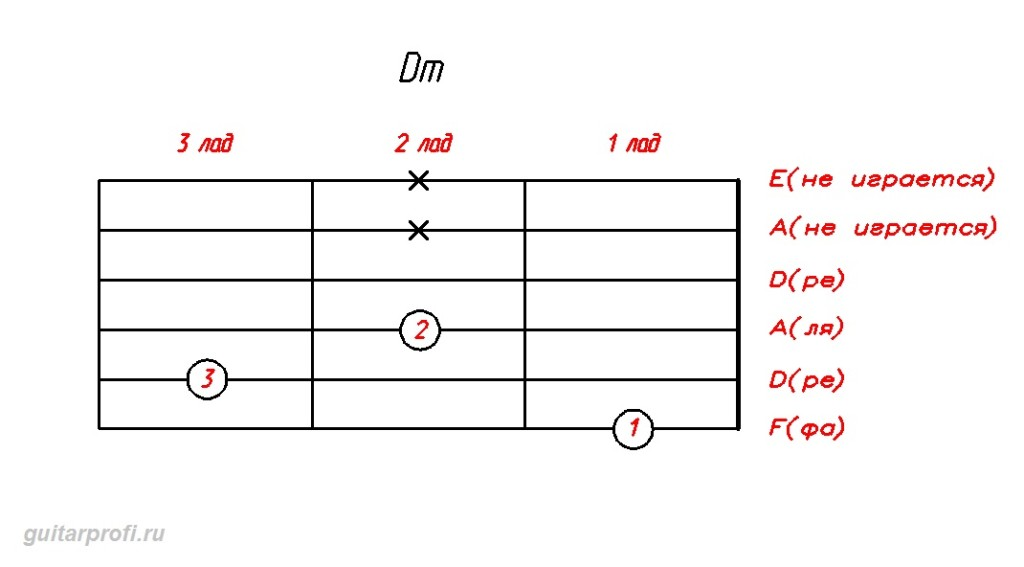 Dm
3 лад 2 лад 1 лад
E(не играется)
A(не играется)
D(ре)
2 A(ля)
3 D(ре)
1 F(фа)
guitarprofi.ru